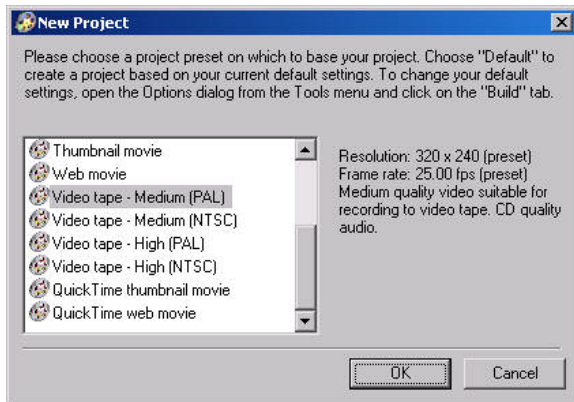 New Project
Please choose a project preset on which to base your project. Choose "Default" to
create a project based on your current default settings. To change your default
settings, open the Options dialog from the Tools menu and click on the "Build" tab.
Thumbnail movie
Web movie
Video tape - Medium (PAL)
Video tape - Medium (NTSC)
Video tape - High (PAL)
Video tape - High (NTSC)
QuickTime thumbnail movie
QuickTime web movie
Resolution: 320 x 240 (preset)
Frame rate: 25.00 fps (preset)
Medium quality video suitable for
recording to video tape. CD quality
audio.
OK
Cancel